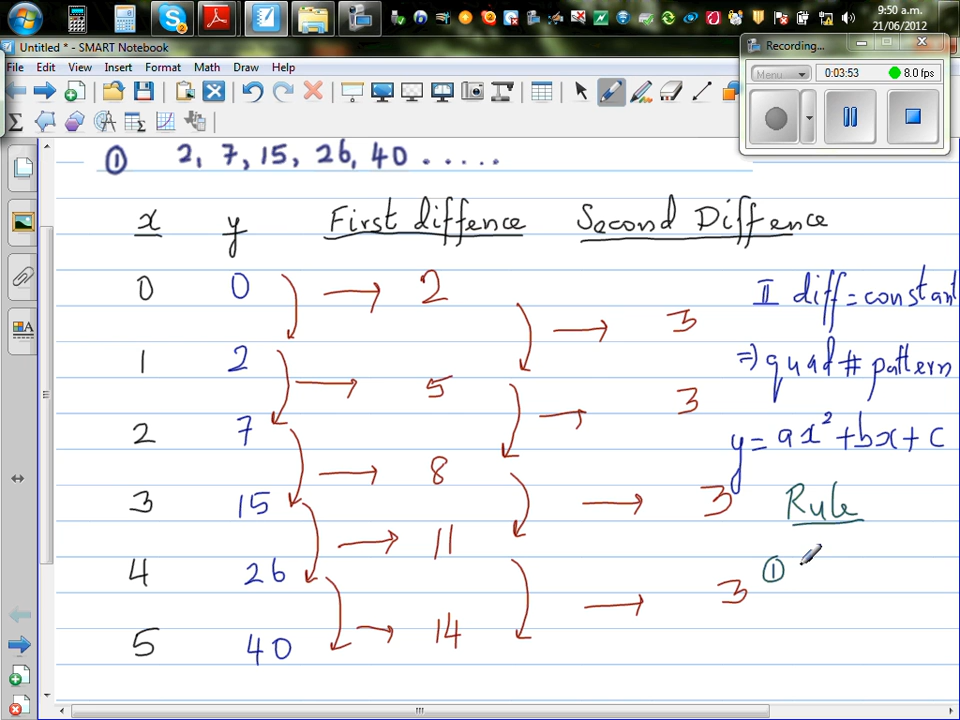 9:50 a.m.
21/06/2012
Untitled * - SMART Notebook
Recording...
File Edit View Insert Format Math Draw Help
Menu 0:03:53 8.0 fps
① 2, 7, 15, 26, 40 .....
x y First diffence Second Diffence
0 0 → 2
II diff = constant
→ 3
1 2 → 5
⇒) quad # pattern
→ 3
2 7
y = ax² + bx + c
→ 8
3 15 → 3 Rule
→ 11
4 26 ①
→ 3
→ 14
5 40